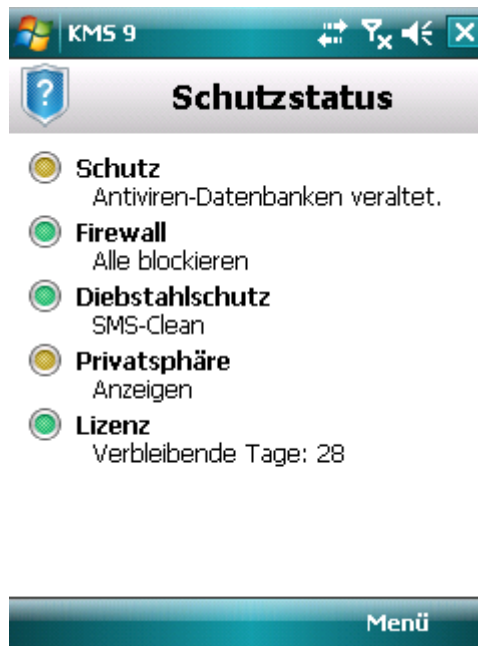 KMS 9
Schutzstatus
Schutz
Antiviren-Datenbanken veraltet.
Firewall
Alle blockieren
Diebstahlschutz
SMS-Clean
Privatsphäre
Anzeigen
Lizenz
Verbleibende Tage: 28
Menü